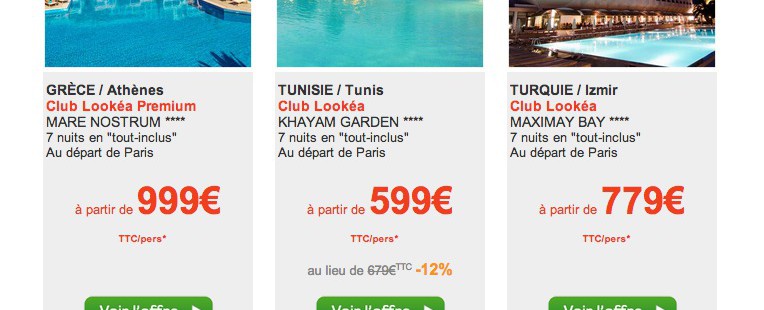 GRÈCE / Athènes
Club Lookéa Premium
MARE NOSTRUM ****
7 nuits en "tout-inclus"
Au départ de Paris
à partir de 999€
TTC/pers*
Voir l'offre
TUNISIE / Tunis
Club Lookéa
KHAYAM GARDEN ****
7 nuits en "tout-inclus"
Au départ de Paris
à partir de 599€
TTC/pers*
au lieu de 679€TTC -12%
Voir l'offre
TURQUIE / Izmir
Club Lookéa
MAXIMAY BAY ****
7 nuits en "tout-inclus"
Au départ de Paris
à partir de 779€
TTC/pers*
Voir l'offre